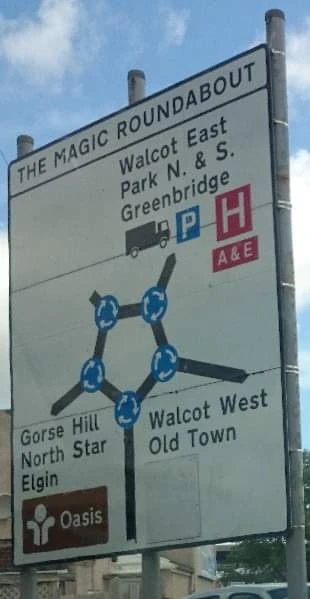 THE MAGIC ROUNDABOUT
Walcot East
Park N. & S.
Greenbridge
P
H
A & E
Gorse Hill
North Star
Elgin
Walcot West
Old Town
Oasis